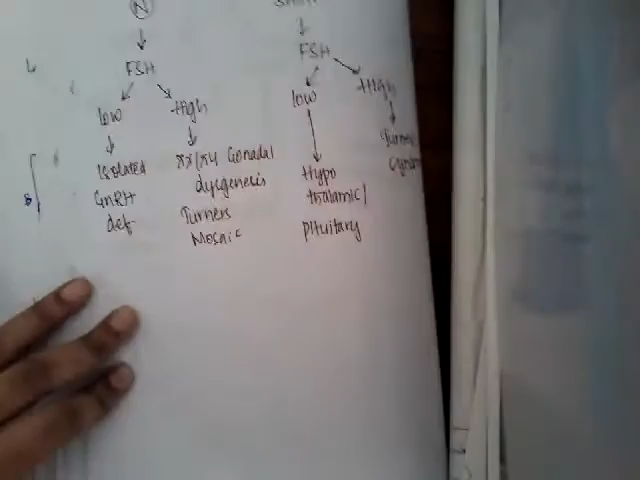 N
FSH
low
High
Isolated
GnRH
def
XX/XY Gonadal
dysgenesis
Turners
Mosaic
FSH
low
High
Hypo
thalamic/
pituitary